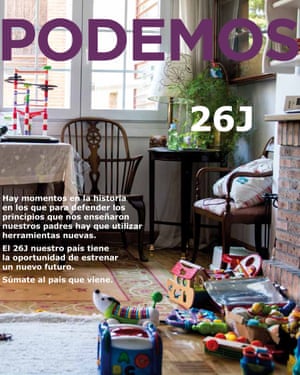 PODEMOS
26J
Hay momentos en la historia
en los que para defender los
principios que nos enseñaron
nuestros padres hay que utilizar
herramientas nuevas.
El 26J nuestro país tiene
la oportunidad de estrenar
un nuevo futuro.
Súmate al país que viene.